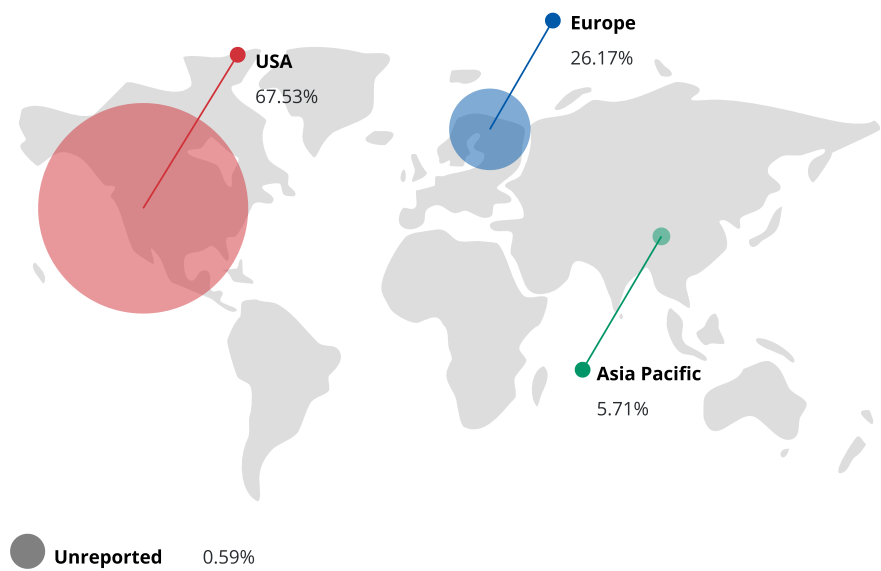 Europe
26.17%
USA
67.53%
Asia Pacific
5.71%
Unreported 0.59%